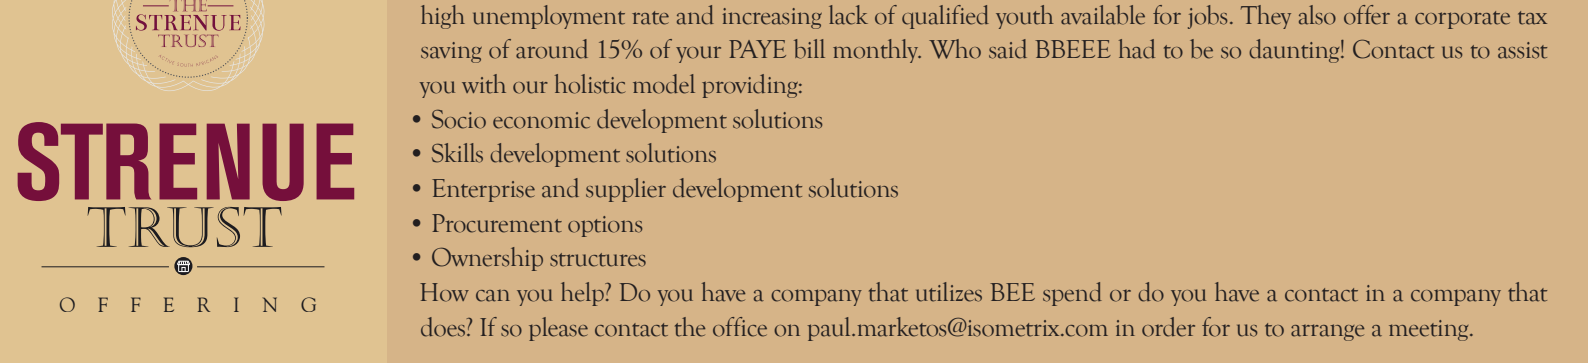 THE
STRENUE
TRUST
ACTIVE SOUTH AFRICANS
STRENUE
TRUST
OFFERING
high unemployment rate and increasing lack of qualified youth available for jobs. They also offer a corporate tax
saving of around 15% of your PAYE bill monthly. Who said BBEEE had to be so daunting! Contact us to assist
you with our holistic model providing:
• Socio economic development solutions
• Skills development solutions
• Enterprise and supplier development solutions
• Procurement options
• Ownership structures
How can you help? Do you have a company that utilizes BEE spend or do you have a contact in a company that
does? If so please contact the office on paul.marketos@isometrix.com in order for us to arrange a meeting.